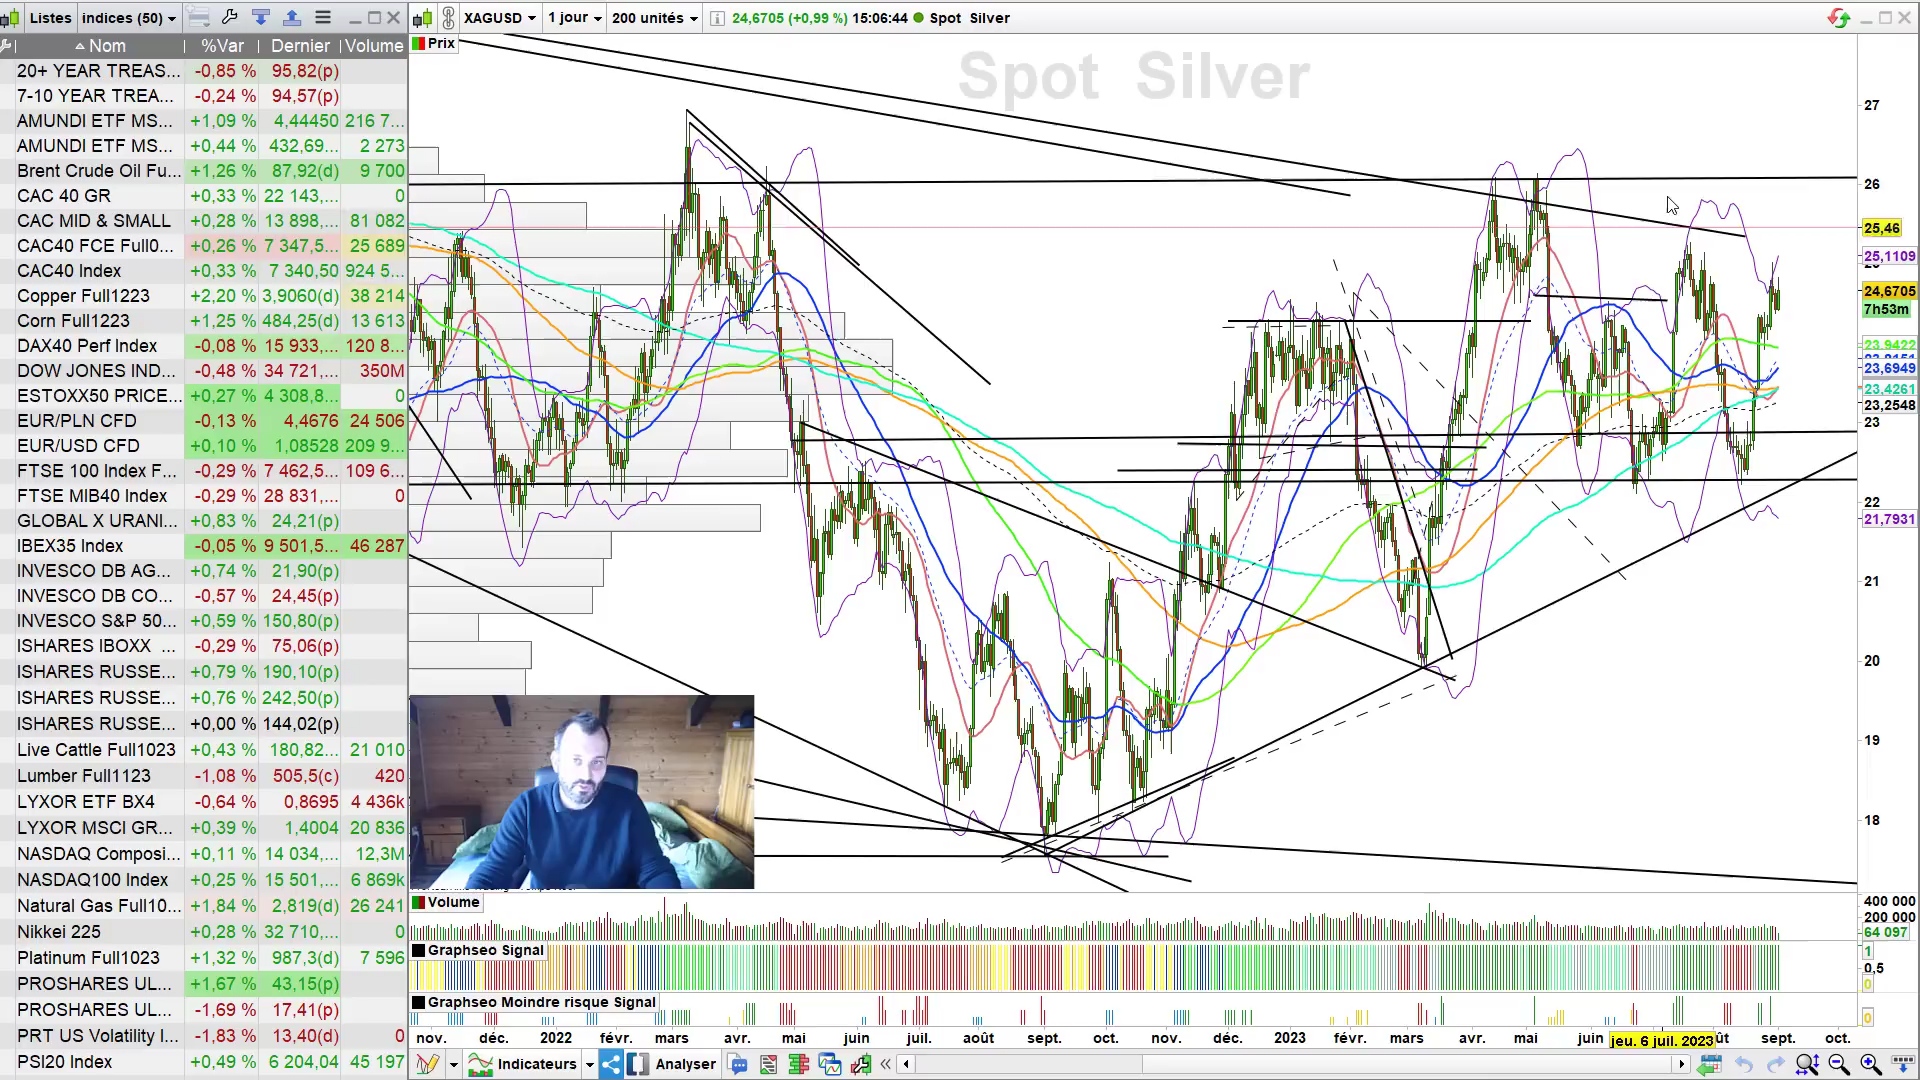 Listes indices (50)
XAGUSD 1 jour 200 unités 24,6705 (+0,99 %) 15:06:44 Spot Silver
Nom %Var Dernier Volume
20+ YEAR TREAS... -0,85 % 95,82(p)
7-10 YEAR TREA... -0,24 % 94,57(p)
AMUNDI ETF MS... +1,09 % 4,44450 216 7...
AMUNDI ETF MS... +0,44 % 432,69... 2 273
Brent Crude Oil Fu... +1,26 % 87,92(d) 9 700
CAC 40 GR +0,33 % 22 143,... 0
CAC MID & SMALL +0,28 % 13 898,... 81 082
CAC40 FCE Full0... +0,26 % 7 347,5... 25 689
CAC40 Index +0,33 % 7 340,50 924 5...
Copper Full1223 +2,20 % 3,9060(d) 38 214
Corn Full1223 +1,25 % 484,25(d) 13 613
DAX40 Perf Index -0,08 % 15 933,... 120 8...
DOW JONES IND... -0,48 % 34 721,... 350M
ESTOXX50 PRICE... +0,27 % 4 308,8... 0
EUR/PLN CFD -0,13 % 4,4676 24 506
EUR/USD CFD +0,10 % 1,08528 209 9...
FTSE 100 Index F... -0,29 % 7 462,5... 109 6...
FTSE MIB40 Index -0,29 % 28 831,... 0
GLOBAL X URANI... +0,83 % 24,21(p)
IBEX35 Index -0,05 % 9 501,5... 46 287
INVESCO DB AG... +0,74 % 21,90(p)
INVESCO DB CO... -0,57 % 24,45(p)
INVESCO S&P 50... +0,59 % 150,80(p)
ISHARES IBOXX -0,29 % 75,06(p)
ISHARES RUSSE... +0,79 % 190,10(p)
ISHARES RUSSE... +0,76 % 242,50(p)
ISHARES RUSSE... +0,00 % 144,02(p)
Live Cattle Full1023 +0,43 % 180,82... 21 010
Lumber Full1123 -1,08 % 505,5(c) 420
LYXOR ETF BX4 -0,64 % 0,8695 4 436k
LYXOR MSCI GR... +0,39 % 1,4004 20 836
NASDAQ Composi... +0,11 % 14 034,... 12,3M
NASDAQ100 Index +0,25 % 15 501,... 6 869k
Natural Gas Full10... +1,84 % 2,819(d) 26 241
Nikkei 225 +0,28 % 32 710,... 0
Platinum Full1023 +1,32 % 987,3(d) 7 596
PROSHARES UL... +1,67 % 43,15(p)
PROSHARES UL... -1,69 % 17,41(p)
PRT US Volatility I... -1,83 % 13,40(d) 0
PSI20 Index +0,49 % 6 204,04 45 197
Prix
Spot Silver
27
26
25,46
25,1109
24,6705
7h53m
23,9422
23,6949
23,4261
23,2548
23
22
21,7931
21
20
19
18
Volume
400 000
200 000
64 097
Graphseo Signal
1
0,5
0
Graphseo Moindre risque Signal
0
nov. déc. 2022 févr. mars avr. mai juin juil. août sept. oct. nov. déc. 2023 févr. mars avr. mai juin jeu. 6 juil. 2023 ût sept. oct.
Indicateurs Analyser